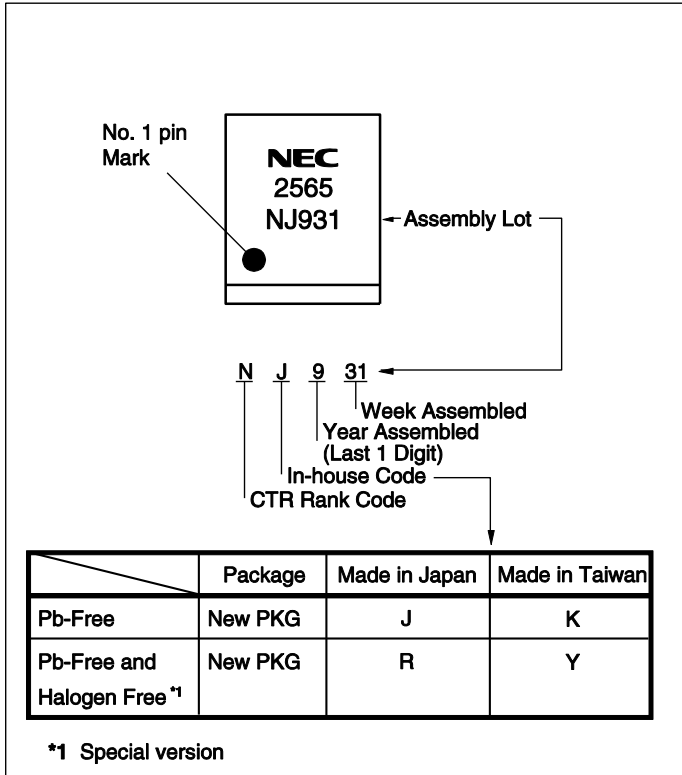 No. 1 pin
Mark
NEC
2565
NJ931
Assembly Lot
N J 9 31
Week Assembled
Year Assembled
(Last 1 Digit)
In-house Code
CTR Rank Code
Package Made in Japan Made in Taiwan
Pb-Free New PKG J K
Pb-Free and New PKG R Y
Halogen Free *1
*1 Special version